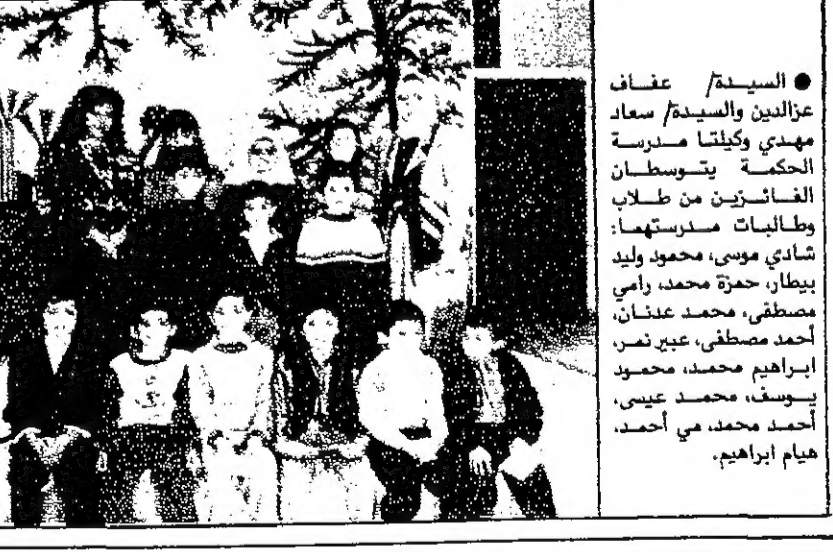 ● السيدة/ عفاف
عزالدين والسيدة/ سعاد
مهدي وكيلتا مدرسة
الحكمة يتوسطان
الفائزين من طلاب
وطالبات مدرستهما:
شادي موسى، محمود وليد
بيطار، حمزة محمد، رامي
مصطفى، محمد عدنان،
أحمد مصطفى، عبير نمر،
ابراهيم محمد، محمود
يوسف، محمد عيسى،
أحمد محمد، مي أحمد،
هيام ابراهيم.